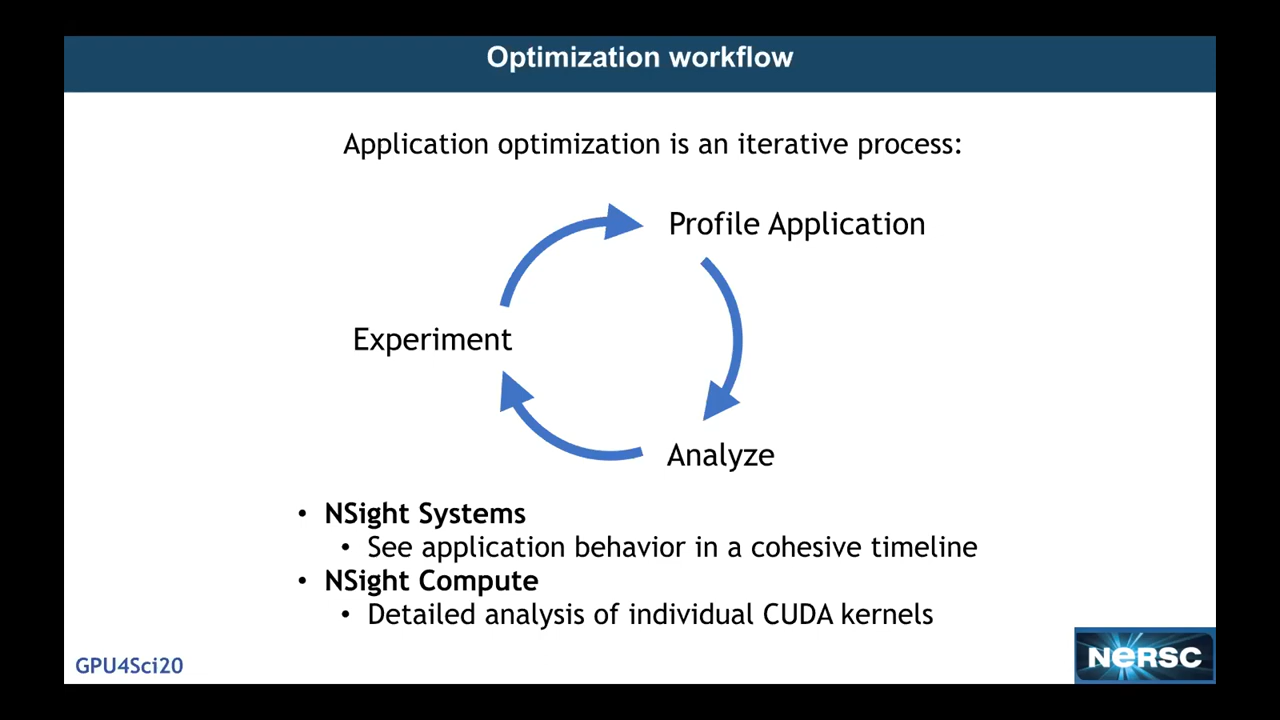 Optimization workflow
Application optimization is an iterative process:
Profile Application
Experiment
Analyze
• NSight Systems
• See application behavior in a cohesive timeline
• NSight Compute
• Detailed analysis of individual CUDA kernels
GPU4Sci20
NERSC